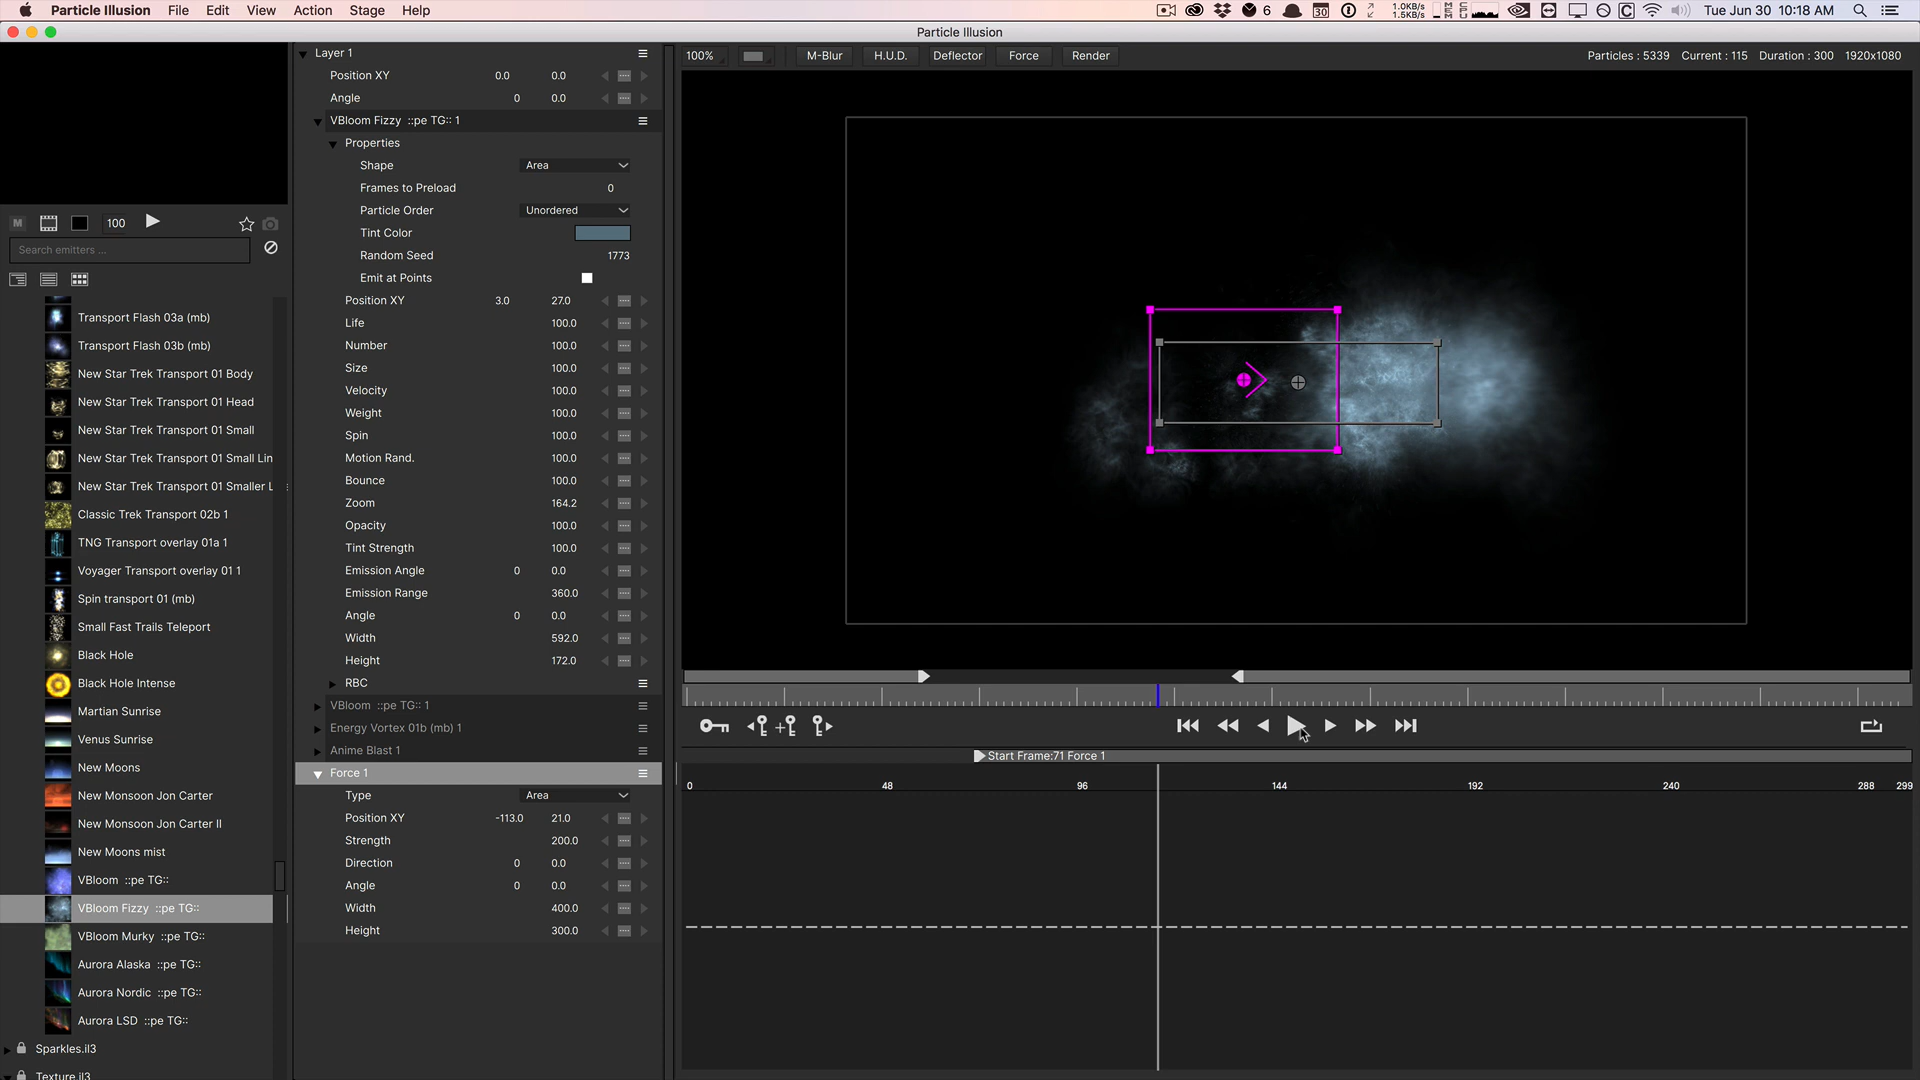 Particle Illusion File Edit View Action Stage Help
6 30 1.0KB/s 1.5KB/s Tue Jun 30 10:18 AM
Particle Illusion
Layer 1
Position XY 0.0 0.0
Angle 0 0.0
VBloom Fizzy ::pe TG:: 1
Properties
Shape Area
Frames to Preload 0
Particle Order Unordered
Tint Color
Random Seed 1773
Emit at Points
Position XY 3.0 27.0
Life 100.0
Number 100.0
Size 100.0
Velocity 100.0
Weight 100.0
Spin 100.0
Motion Rand. 100.0
Bounce 100.0
Zoom 164.2
Opacity 100.0
Tint Strength 100.0
Emission Angle 0 0.0
Emission Range 360.0
Angle 0 0.0
Width 592.0
Height 172.0
RBC
VBloom ::pe TG:: 1
Energy Vortex 01b (mb) 1
Anime Blast 1
Force 1
Type Area
Position XY -113.0 21.0
Strength 200.0
Direction 0 0.0
Angle 0 0.0
Width 400.0
Height 300.0
M 100
Search emitters ...
Transport Flash 03a (mb)
Transport Flash 03b (mb)
New Star Trek Transport 01 Body
New Star Trek Transport 01 Head
New Star Trek Transport 01 Small
New Star Trek Transport 01 Small Lin
New Star Trek Transport 01 Smaller L
Classic Trek Transport 02b 1
TNG Transport overlay 01a 1
Voyager Transport overlay 01 1
Spin transport 01 (mb)
Small Fast Trails Teleport
Black Hole
Black Hole Intense
Martian Sunrise
Venus Sunrise
New Moons
New Monsoon Jon Carter
New Monsoon Jon Carter II
New Moons mist
VBloom ::pe TG::
VBloom Fizzy ::pe TG::
VBloom Murky ::pe TG::
Aurora Alaska ::pe TG::
Aurora Nordic ::pe TG::
Aurora LSD ::pe TG::
Sparkles.il3
Texture.il3
100% M-Blur H.U.D. Deflector Force Render
Particles : 5339 Current : 115 Duration : 300 1920x1080
Start Frame:71 Force 1
0 48 96 144 192 240 288 299